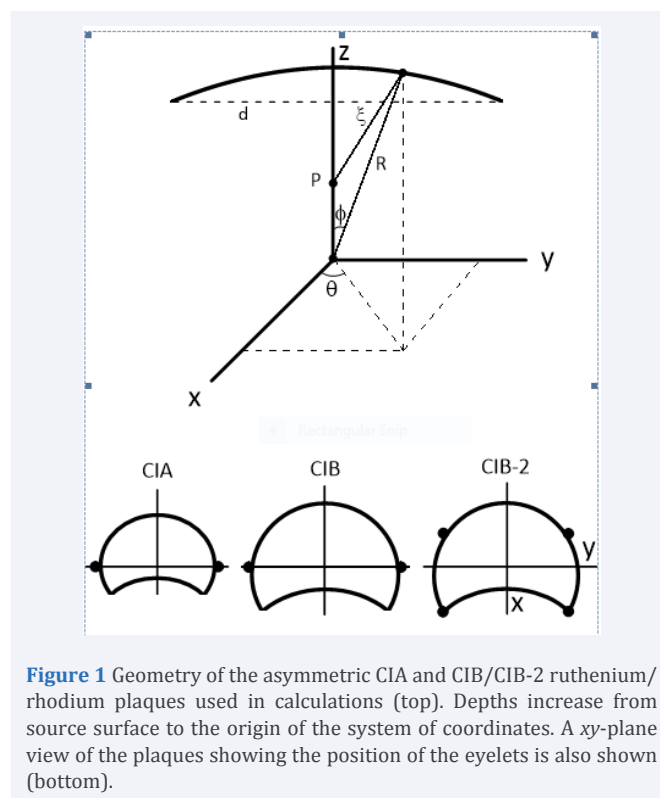 z
d
ξ
R
P
ϕ
y
θ
x
Rectangular Snip
CIA
CIB
CIB-2
y
x
Figure 1 Geometry of the asymmetric CIA and CIB/CIB-2 ruthenium/
rhodium plaques used in calculations (top). Depths increase from
source surface to the origin of the system of coordinates. A xy-plane
view of the plaques showing the position of the eyelets is also shown
(bottom).